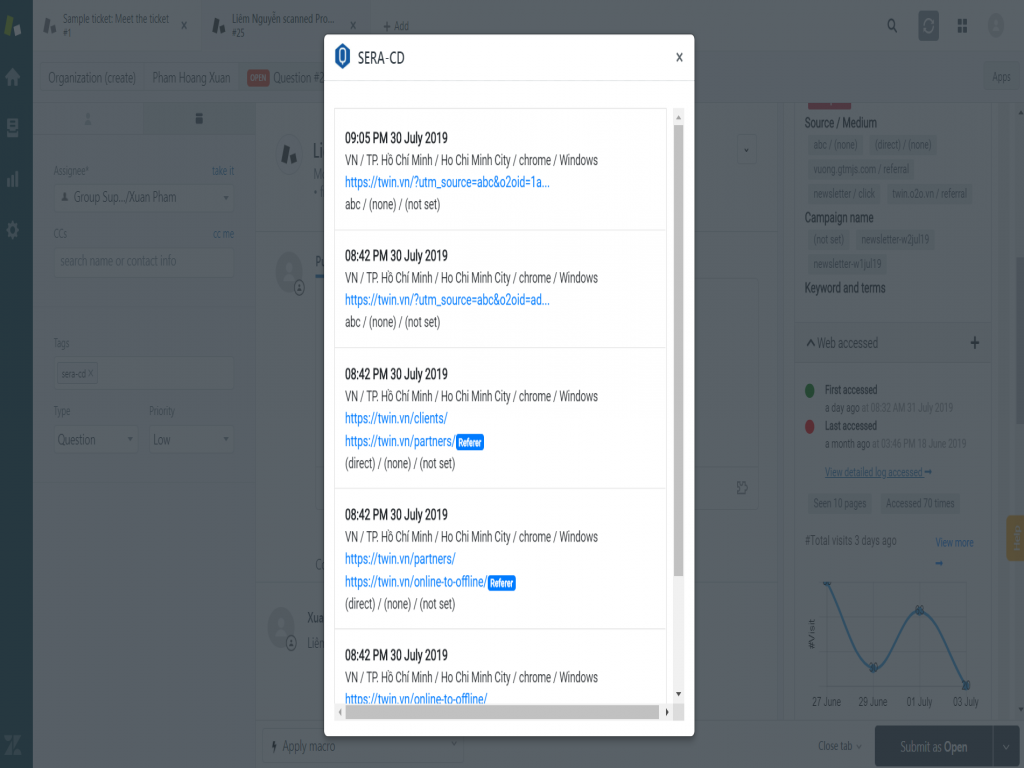 Sample ticket: Meet the ticket
#1
×
Liêm Nguyễn scanned Pro...
#25
×
+ Add
Organization (create)
Pham Hoang Xuan
OPEN
Question #2
Apps
Assignee*
take it
Group Sup.../Xuan Pham
CCs
cc me
search name or contact info
Tags
sera-cd ×
Type
Priority
Question
Low
SERA-CD
×
09:05 PM 30 July 2019
VN / TP. Hồ Chí Minh / Ho Chi Minh City / chrome / Windows
https://twin.vn/?utm_source=abc&o2oid=1a...
abc / (none) / (not set)
08:42 PM 30 July 2019
VN / TP. Hồ Chí Minh / Ho Chi Minh City / chrome / Windows
https://twin.vn/?utm_source=abc&o2oid=ad...
abc / (none) / (not set)
08:42 PM 30 July 2019
VN / TP. Hồ Chí Minh / Ho Chi Minh City / chrome / Windows
https://twin.vn/clients/
https://twin.vn/partners/ Referer
(direct) / (none) / (not set)
08:42 PM 30 July 2019
VN / TP. Hồ Chí Minh / Ho Chi Minh City / chrome / Windows
https://twin.vn/partners/
https://twin.vn/online-to-offline/ Referer
(direct) / (none) / (not set)
08:42 PM 30 July 2019
VN / TP. Hồ Chí Minh / Ho Chi Minh City / chrome / Windows
https://twin.vn/online-to-offline/
Xua
Liên
Apply macro
Source / Medium
abc / (none)
(direct) / (none)
vuong.gtmjs.com / referral
newsletter / click
twin.o2o.vn / referral
Campaign name
(not set)
newsletter-w2jul19
newsletter-w1jul19
Keyword and terms
Web accessed
+
First accessed
a day ago at 08:32 AM 31 July 2019
Last accessed
a month ago at 03:46 PM 18 June 2019
View detailed log accessed
Seen 10 pages
Accessed 70 times
#Total visits 3 days ago
View more
#Visit
27 June
29 June
01 July
03 July
Close tab
Submit as Open